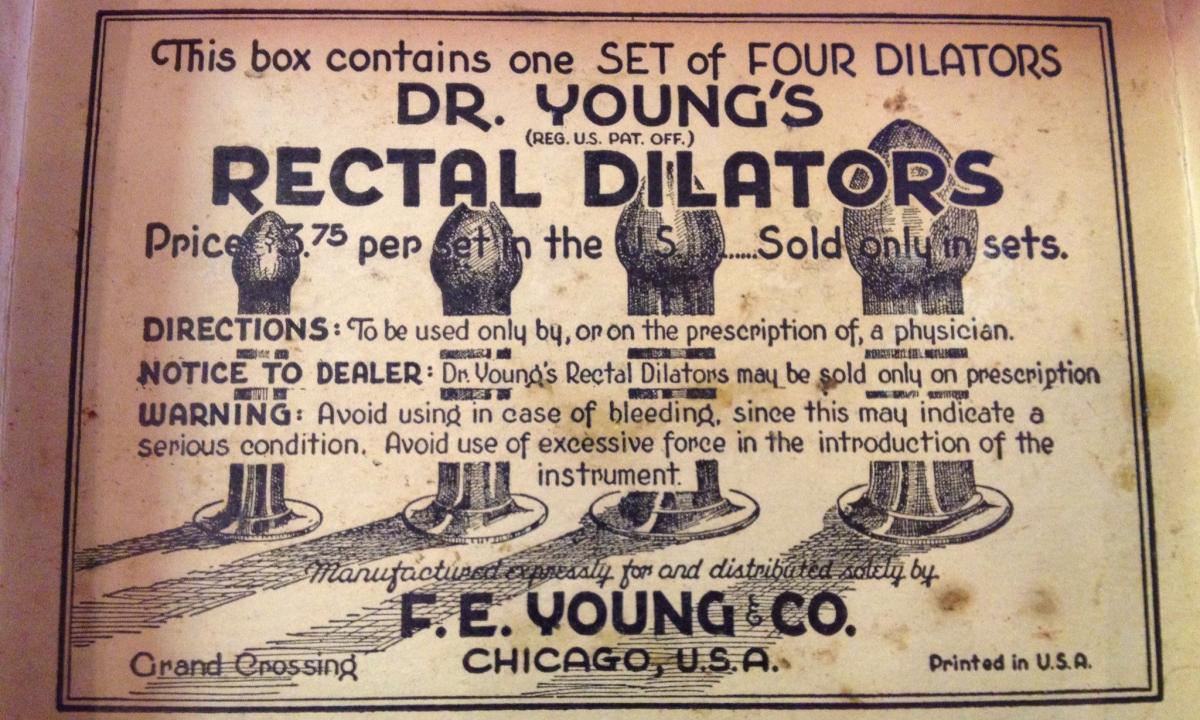 This box contains one SET of FOUR DILATORS
DR. YOUNG'S
(REG. U.S. PAT. OFF.)
RECTAL DILATORS
Price $3.75 per set in the U.S. ......Sold only in sets.
DIRECTIONS: To be used only by, or on the prescription of, a physician.
NOTICE TO DEALER: Dr. Young's Rectal Dilators may be sold only on prescription
WARNING: Avoid using in case of bleeding, since this may indicate a
serious condition. Avoid use of excessive force in the introduction of the
instrument.
Manufactured expressly for and distributed solely by
F. E. YOUNG & CO.
Grand Crossing
CHICAGO, U.S.A.
Printed in U.S.A.